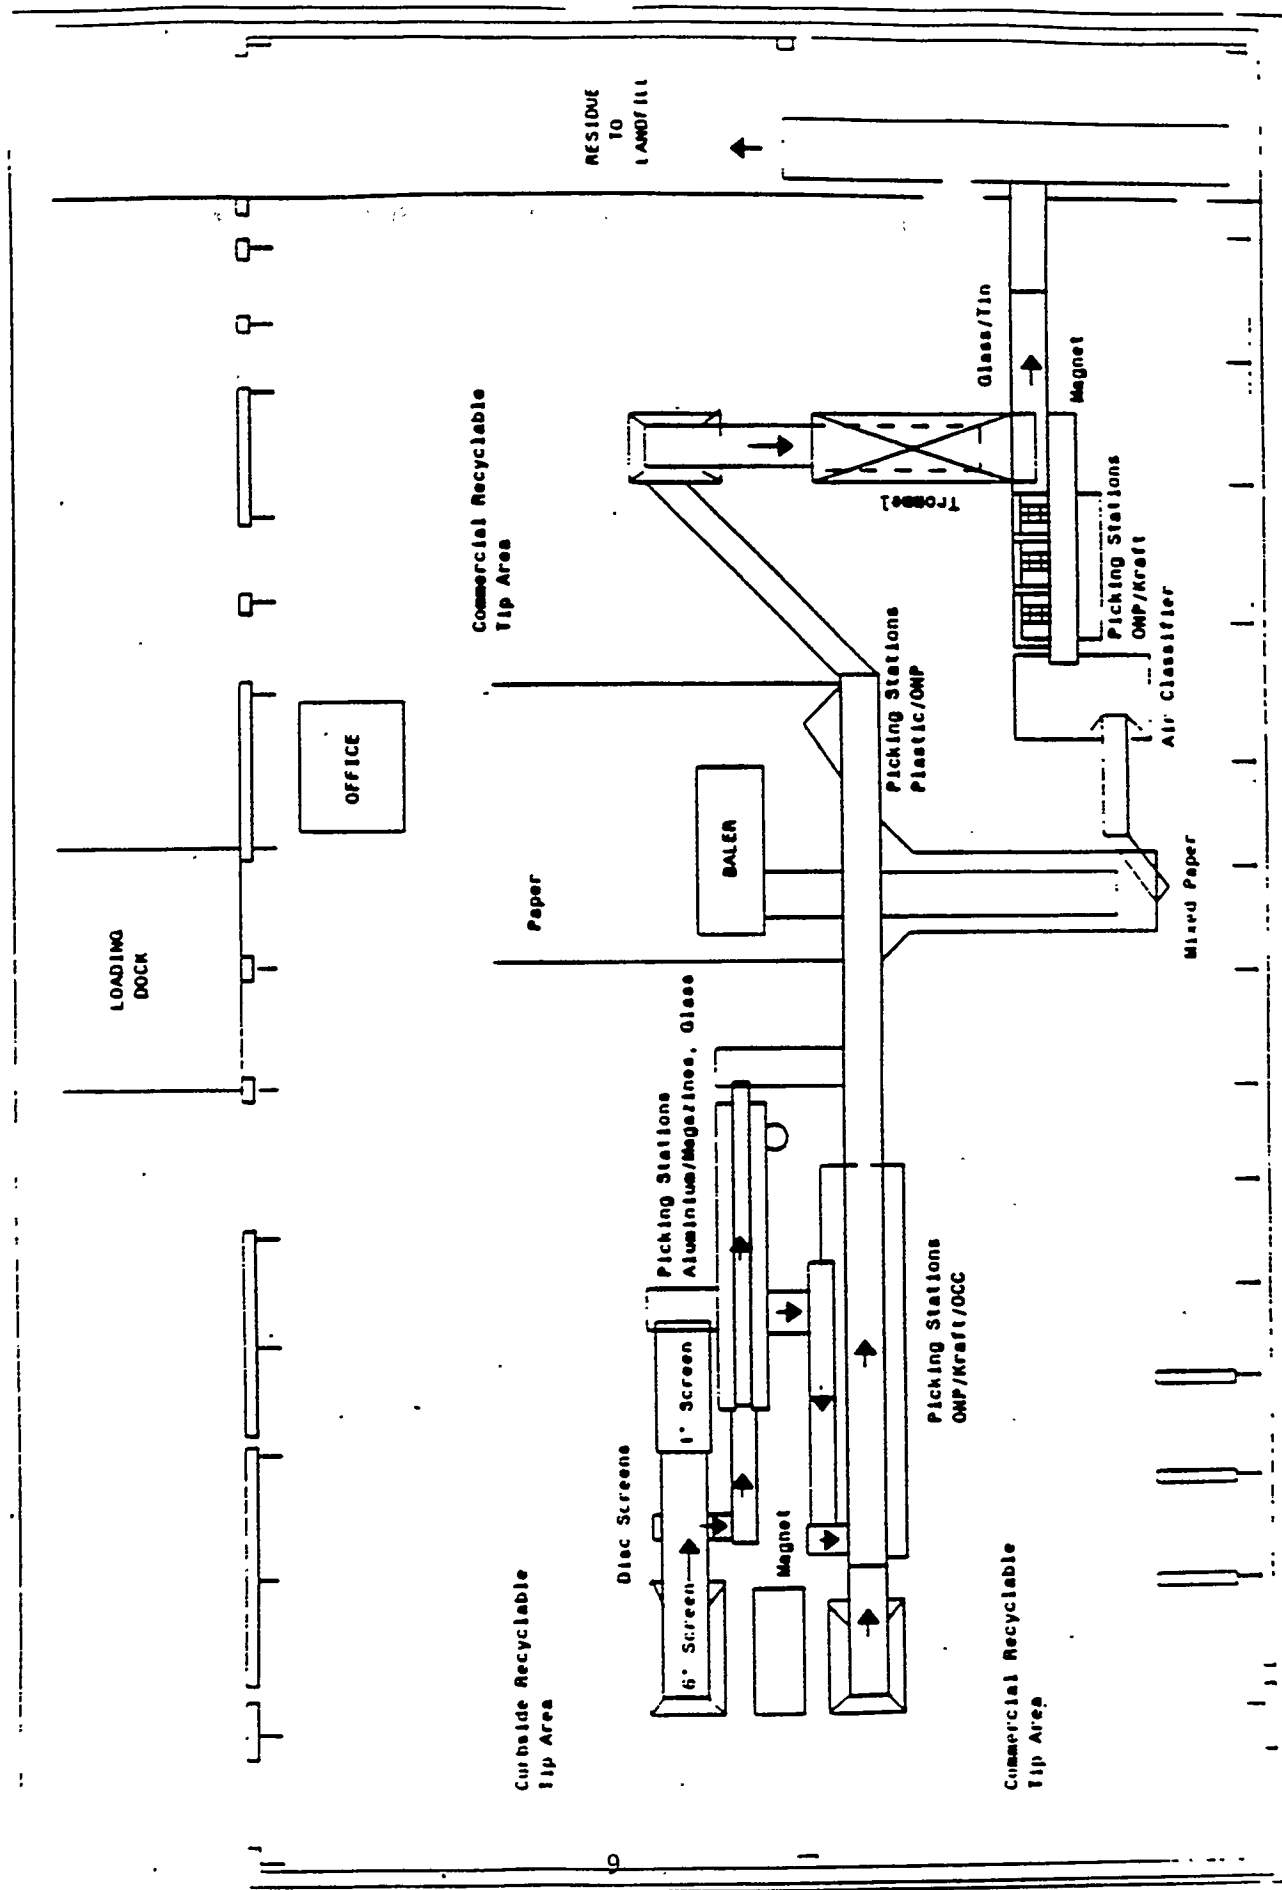 LOADING
DOCK
OFFICE
RESIDUE
TO
LANDFILL
Curbside Recyclable
Tip Area
Paper
Commercial Recyclable
Tip Area
Disc Screens
6" Screen
1" Screen
Picking Stations
Aluminium/Magazines, Glass
BALER
Trommel
Magnet
Picking Stations
Plastic/ONP
Glass/Tin
Picking Stations
ONP/Kraft/OCC
Magnet
Picking Stations
ONP/Kraft
Air Classifier
Mixed Paper
Commercial Recyclable
Tip Area
9